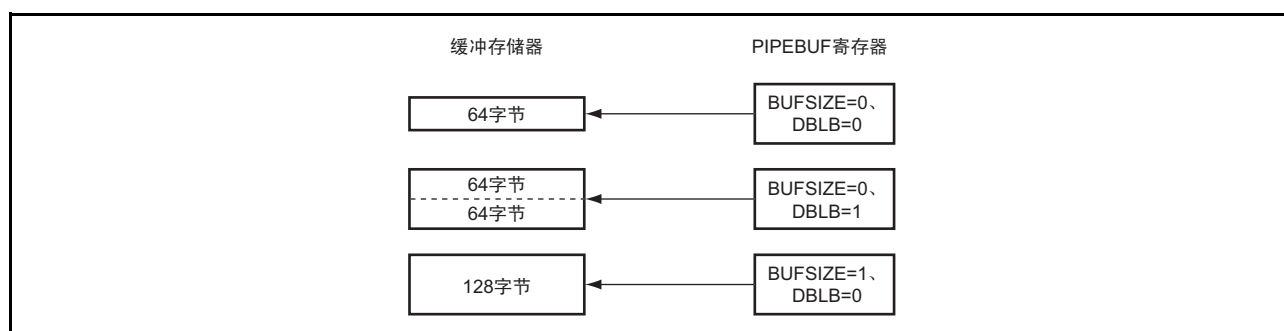 缓冲存储器 PIPEBUF寄存器
64字节
BUFSIZE=0、
DBLB=0
64字节
64字节
BUFSIZE=0、
DBLB=1
128字节
BUFSIZE=1、
DBLB=0